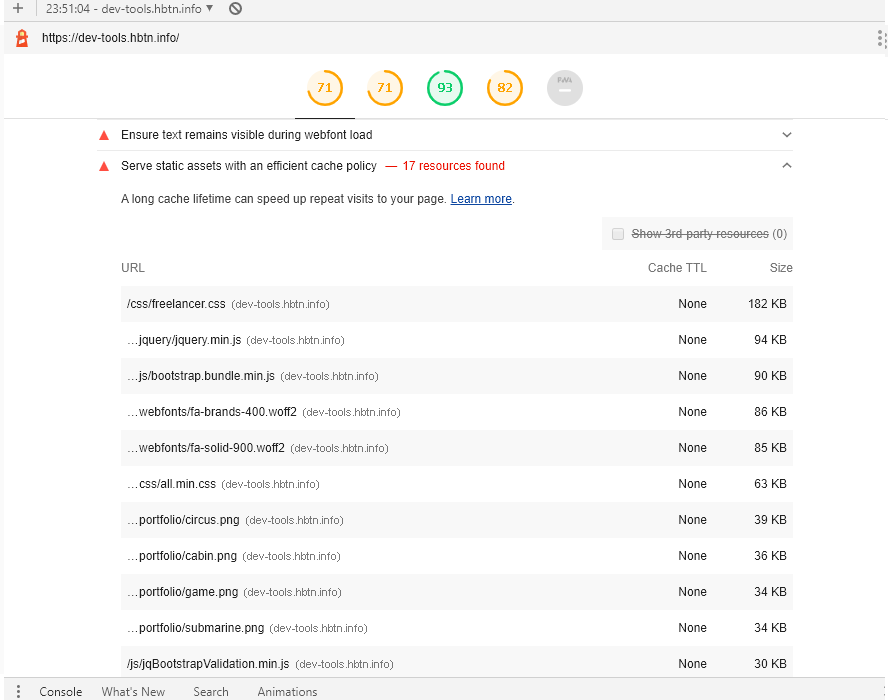 + 23:51:04 - dev-tools.hbtn.info ▼
https://dev-tools.hbtn.info/
71 71 93 82 PWA
Ensure text remains visible during webfont load
Serve static assets with an efficient cache policy — 17 resources found
A long cache lifetime can speed up repeat visits to your page. Learn more.
Show 3rd-party resources (0)
URL Cache TTL Size
/css/freelancer.css (dev-tools.hbtn.info) None 182 KB
…jquery/jquery.min.js (dev-tools.hbtn.info) None 94 KB
…js/bootstrap.bundle.min.js (dev-tools.hbtn.info) None 90 KB
…webfonts/fa-brands-400.woff2 (dev-tools.hbtn.info) None 86 KB
…webfonts/fa-solid-900.woff2 (dev-tools.hbtn.info) None 85 KB
…css/all.min.css (dev-tools.hbtn.info) None 63 KB
…portfolio/circus.png (dev-tools.hbtn.info) None 39 KB
…portfolio/cabin.png (dev-tools.hbtn.info) None 36 KB
…portfolio/game.png (dev-tools.hbtn.info) None 34 KB
…portfolio/submarine.png (dev-tools.hbtn.info) None 34 KB
/js/jqBootstrapValidation.min.js (dev-tools.hbtn.info) None 30 KB
Console What's New Search Animations